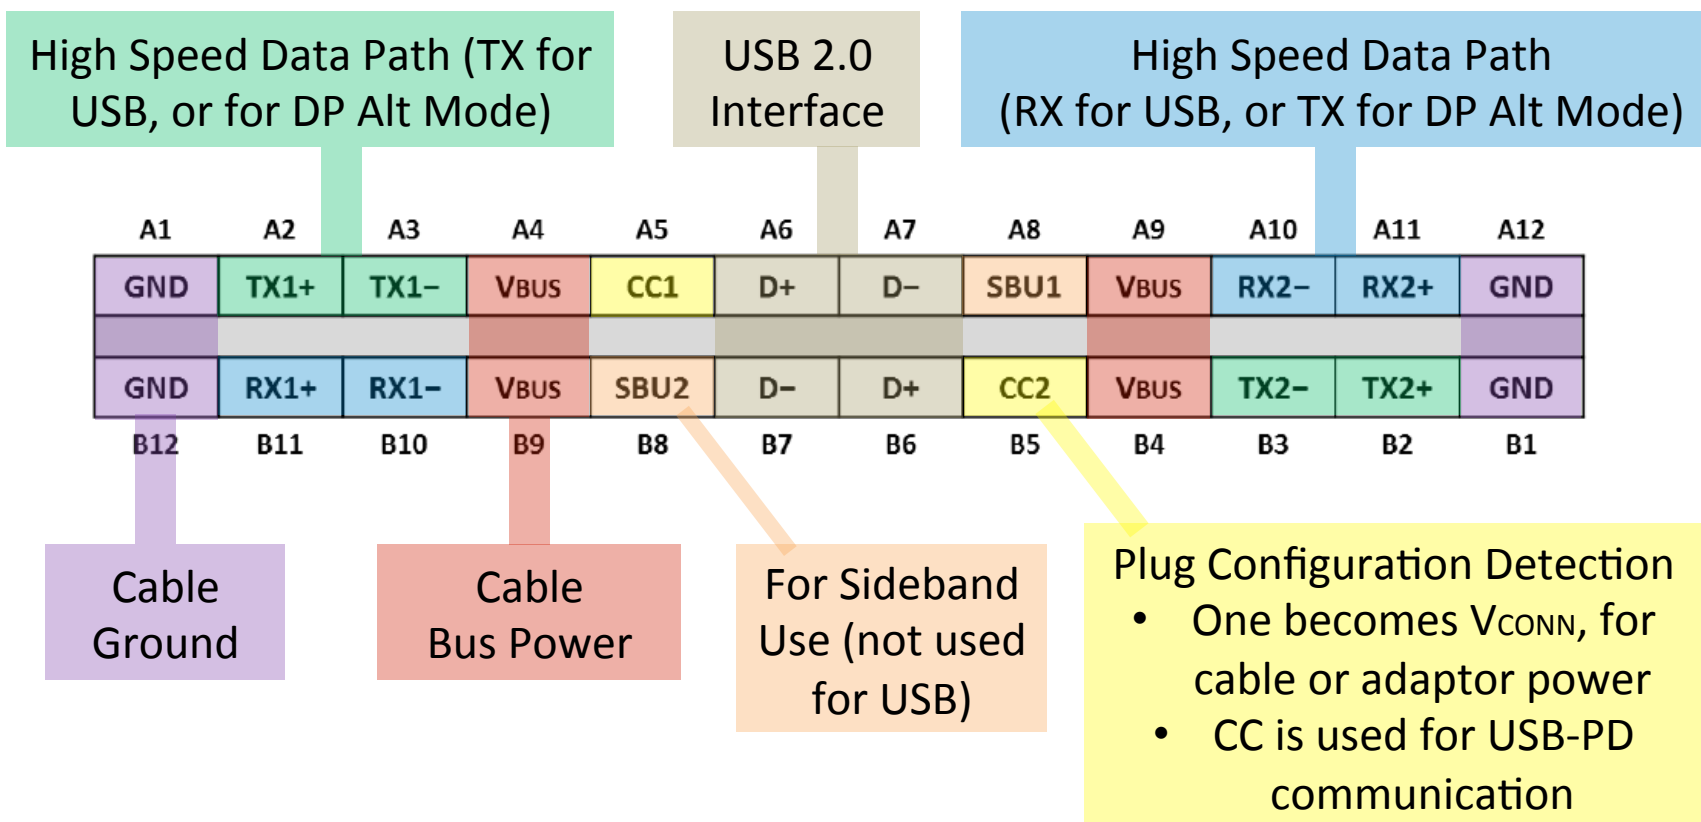 High Speed Data Path (TX for
USB, or for DP Alt Mode)
USB 2.0
Interface
High Speed Data Path
(RX for USB, or TX for DP Alt Mode)
A1 A2 A3 A4 A5 A6 A7 A8 A9 A10 A11 A12
GND TX1+ TX1− VBUS CC1 D+ D− SBU1 VBUS RX2− RX2+ GND
GND RX1+ RX1− VBUS SBU2 D− D+ CC2 VBUS TX2− TX2+ GND
B12 B11 B10 B9 B8 B7 B6 B5 B4 B3 B2 B1
Cable
Ground
Cable
Bus Power
For Sideband
Use (not used
for USB)
Plug Configuration Detection
• One becomes VCONN, for
cable or adaptor power
• CC is used for USB-PD
communication